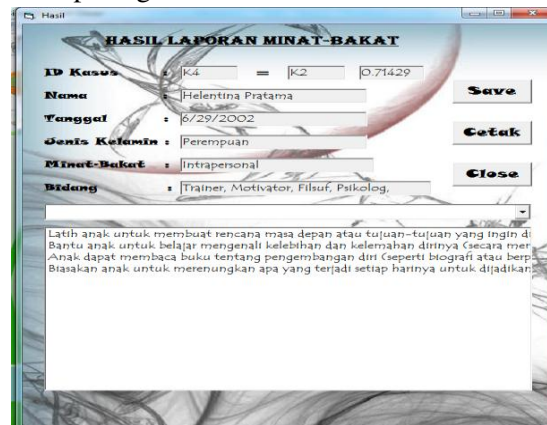 Hasil
HASIL LAPORAN MINAT-BAKAT
ID Kasus : K4 = K2 0.71429
Nama : Helentina Pratama
Save
Tanggal : 6/29/2002
Cetak
Jenis Kelamin : Perempuan
Minat-Bakat : Intrapersonal
Close
Bidang : Trainer, Motivator, Filsuf, Psikolog,
Latih anak untuk membuat rencana masa depan atau tujuan-tujuan yang ingin di
Bantu anak untuk belajar mengenali kelebihan dan kelemahan dirinya (secara mer
Anak dapat membaca buku tentang pengembangan diri (seperti biografi atau berp
Biasakan anak untuk merenungkan apa yang terjadi setiap harinya untuk dijadikan